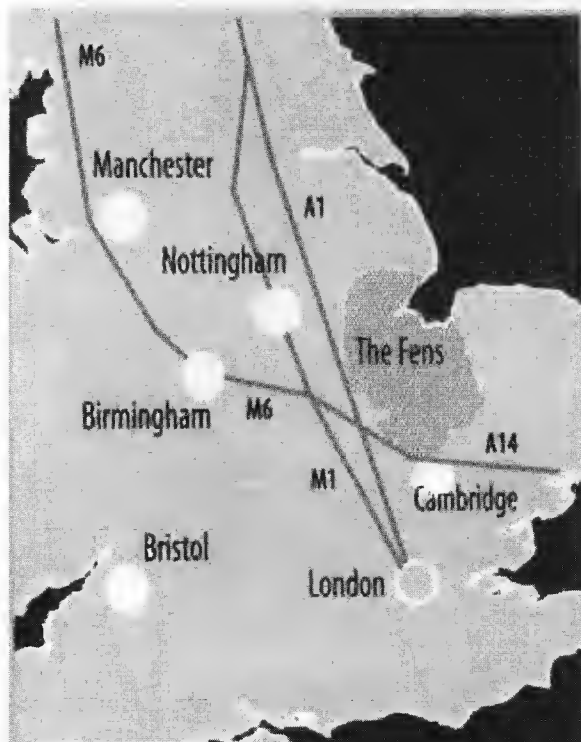 M6
Manchester
A1
Nottingham
The Fens
Birmingham
M6
A14
M1
Cambridge
Bristol
London